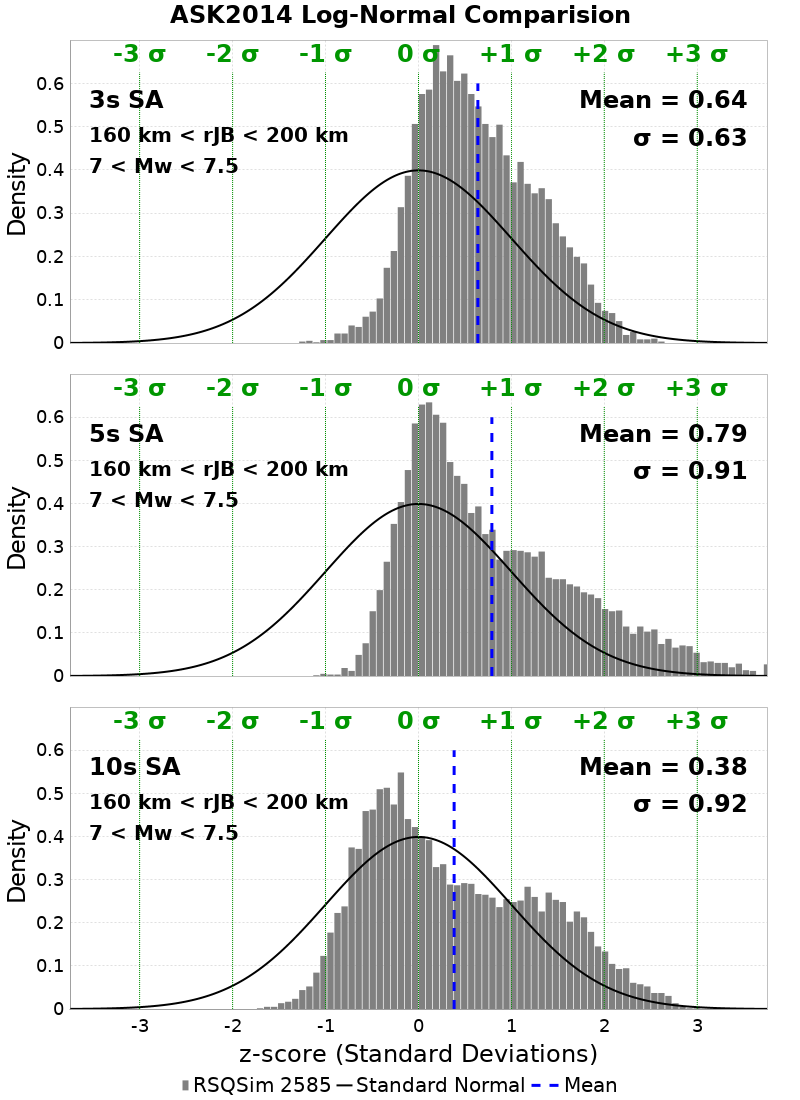 ASK2014 Log-Normal Comparision
-3 σ -2 σ -1 σ 0 σ +1 σ +2 σ +3 σ
3s SA
Mean = 0.64
160 km < rJB < 200 km
σ = 0.63
7 < Mw < 7.5
0.6
0.5
0.4
0.3
0.2
0.1
0
Density
-3 σ -2 σ -1 σ 0 σ +1 σ +2 σ +3 σ
5s SA
Mean = 0.79
160 km < rJB < 200 km
σ = 0.91
7 < Mw < 7.5
0.6
0.5
0.4
0.3
0.2
0.1
0
Density
-3 σ -2 σ -1 σ 0 σ +1 σ +2 σ +3 σ
10s SA
Mean = 0.38
160 km < rJB < 200 km
σ = 0.92
7 < Mw < 7.5
0.6
0.5
0.4
0.3
0.2
0.1
0
Density
-3 -2 -1 0 1 2 3
z-score (Standard Deviations)
RSQSim 2585 Standard Normal Mean